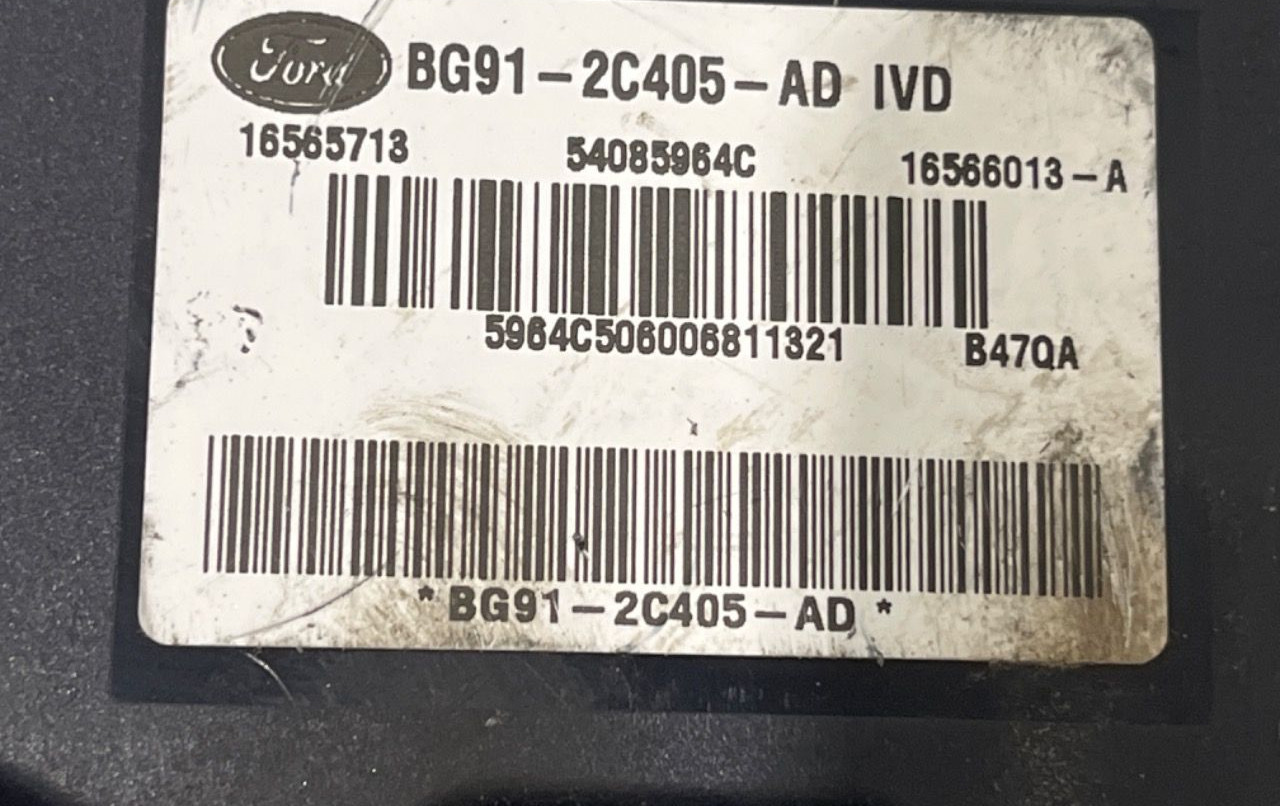 Ford BG91-2C405-AD IVD
16565713 54085964C 16566013-A
5964C506006811321 B47QA
*BG91-2C405-AD*